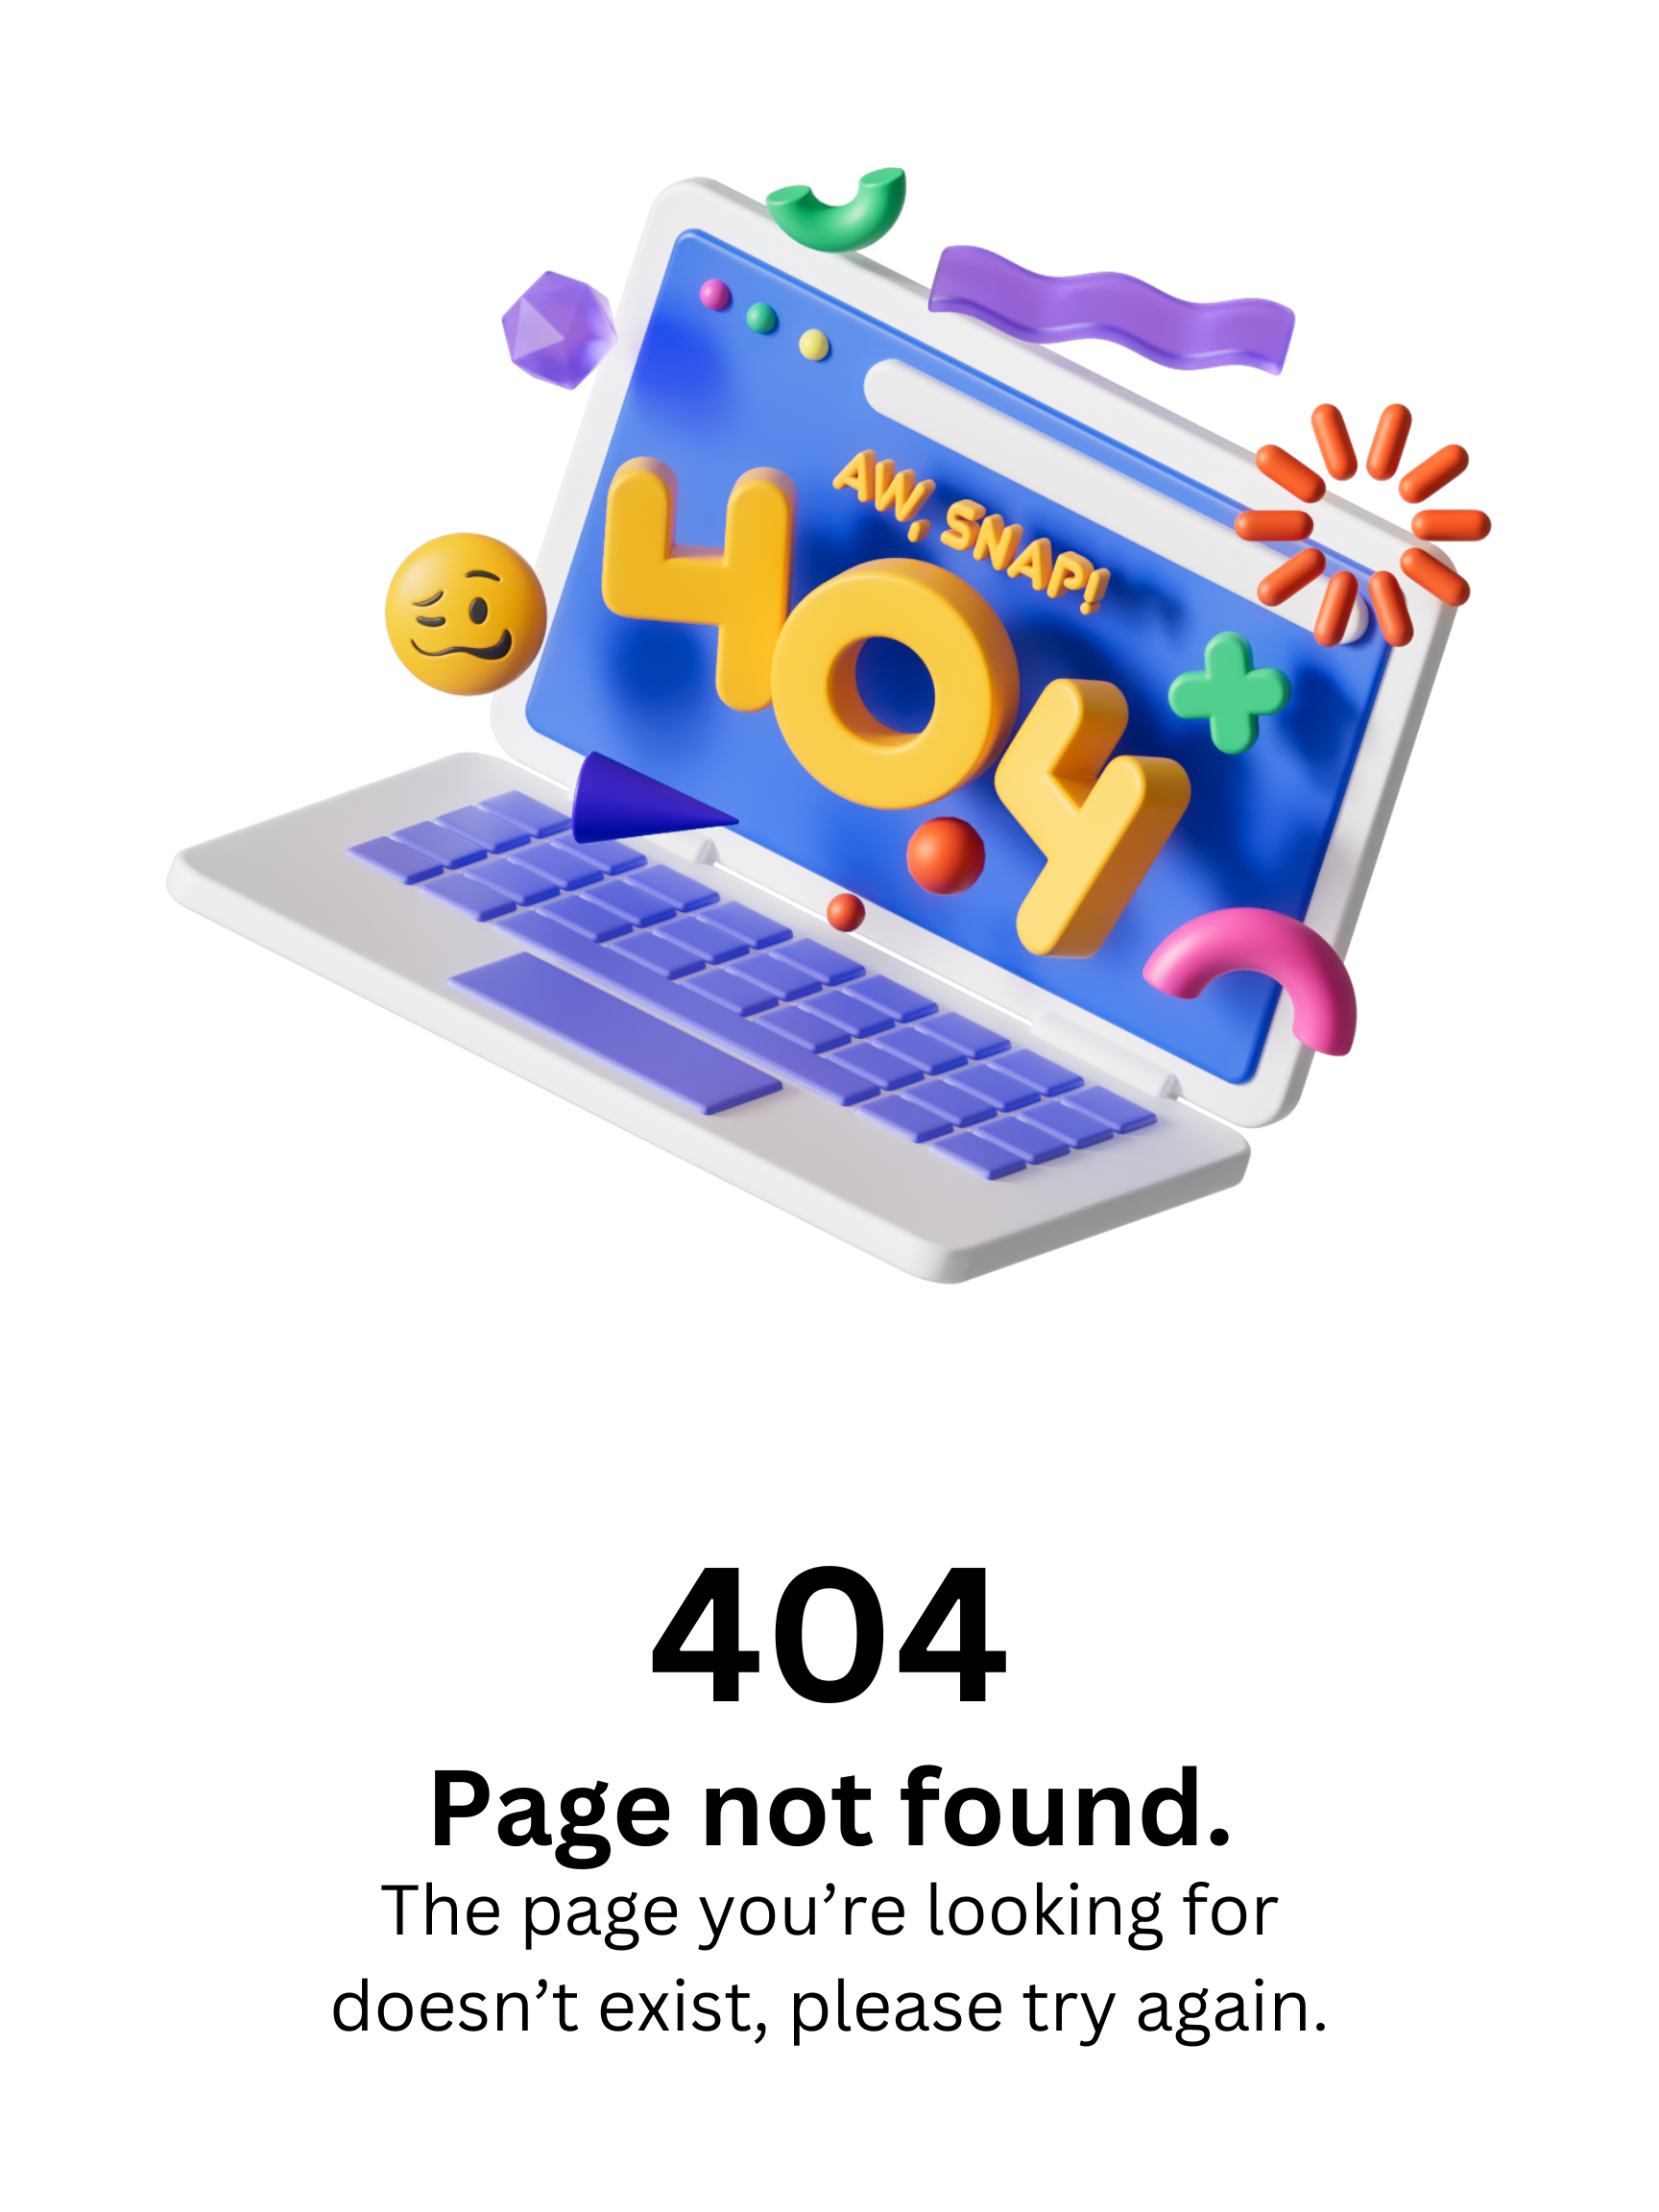 AW, SNAP!
404
404
Page not found.
The page you’re looking for
doesn’t exist, please try again.